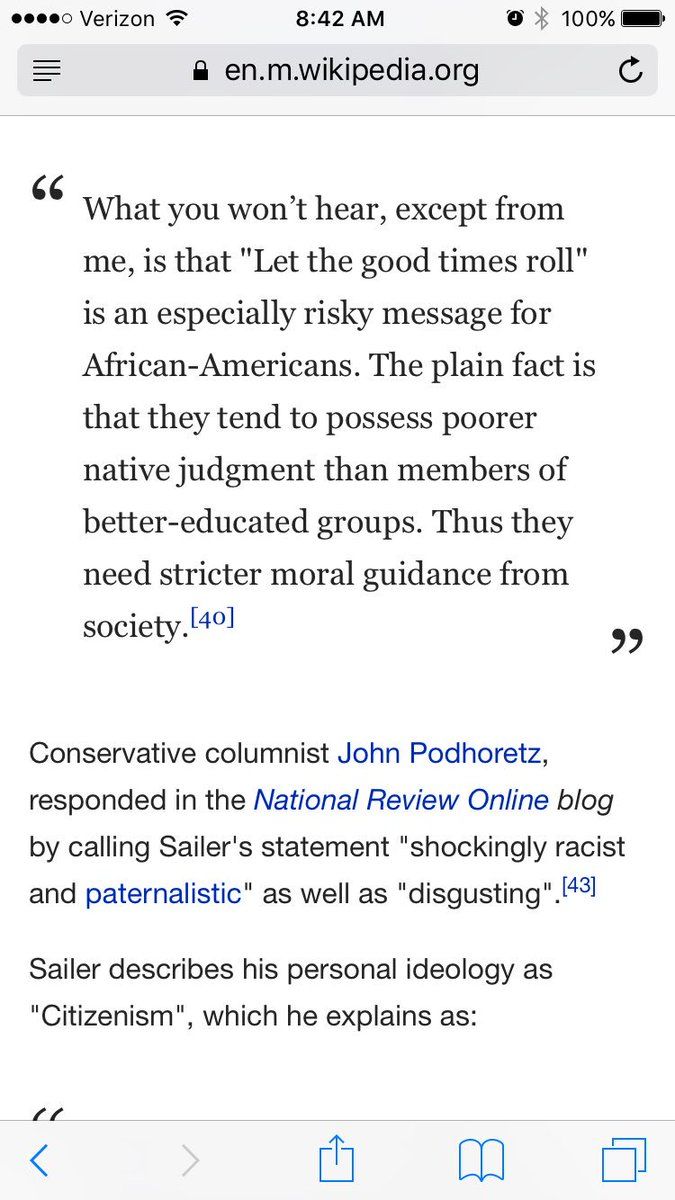 Verizon 8:42 AM 100%
en.m.wikipedia.org
“ What you won’t hear, except from
me, is that "Let the good times roll"
is an especially risky message for
African-Americans. The plain fact is
that they tend to possess poorer
native judgment than members of
better-educated groups. Thus they
need stricter moral guidance from
society.[40] ”
Conservative columnist John Podhoretz,
responded in the National Review Online blog
by calling Sailer's statement "shockingly racist
and paternalistic" as well as "disgusting".[43]
Sailer describes his personal ideology as
"Citizenism", which he explains as:
“